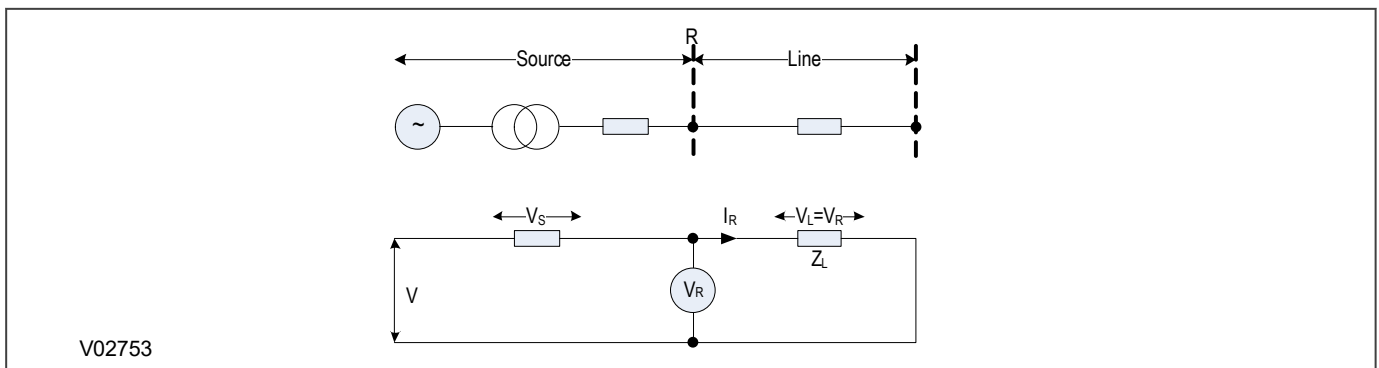 R
Source Line
~
V_S I_R V_L=V_R
Z_L
V V_R
V02753